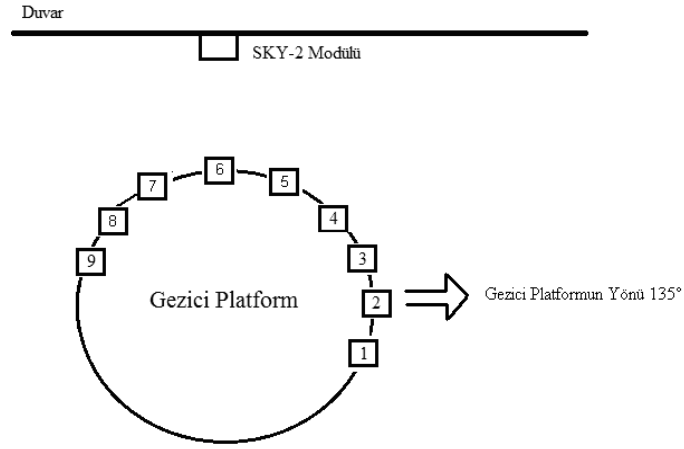 Duvar
SKY-2 Modülü
6
7
5
8
4
9
3
Gezici Platform
2
Gezici Platformun Yönü 135°
1